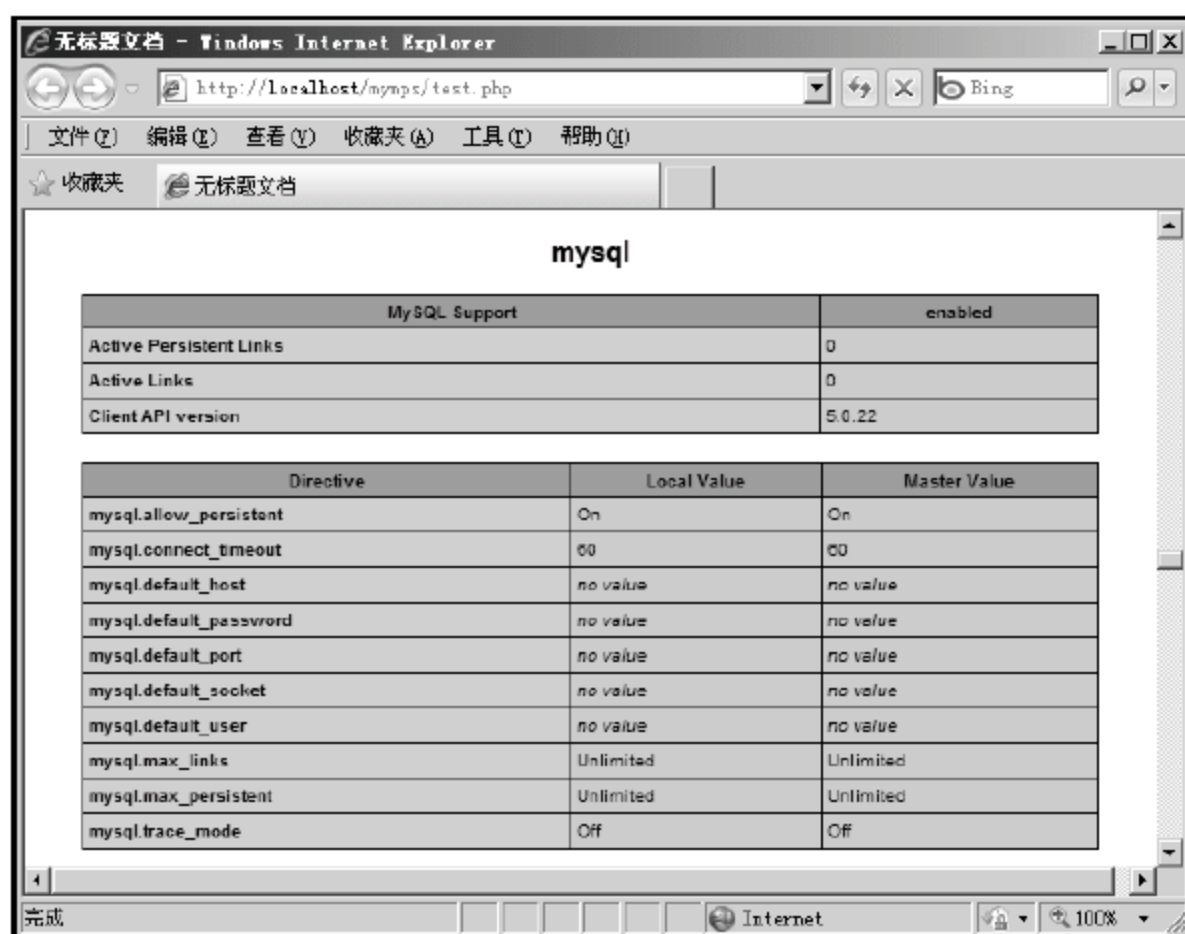 无标题文档 - Windows Internet Explorer
http://localhost/mymps/test.php
Bing
文件(F) 编辑(E) 查看(V) 收藏夹(A) 工具(T) 帮助(H)
收藏夹 无标题文档
mysql
MySQL Support enabled
Active Persistent Links 0
Active Links 0
Client API version 5.0.22
Directive Local Value Master Value
mysql.allow_persistent On On
mysql.connect_timeout 60 60
mysql.default_host no value no value
mysql.default_password no value no value
mysql.default_port no value no value
mysql.default_socket no value no value
mysql.default_user no value no value
mysql.max_links Unlimited Unlimited
mysql.max_persistent Unlimited Unlimited
mysql.trace_mode Off Off
完成 Internet 100%